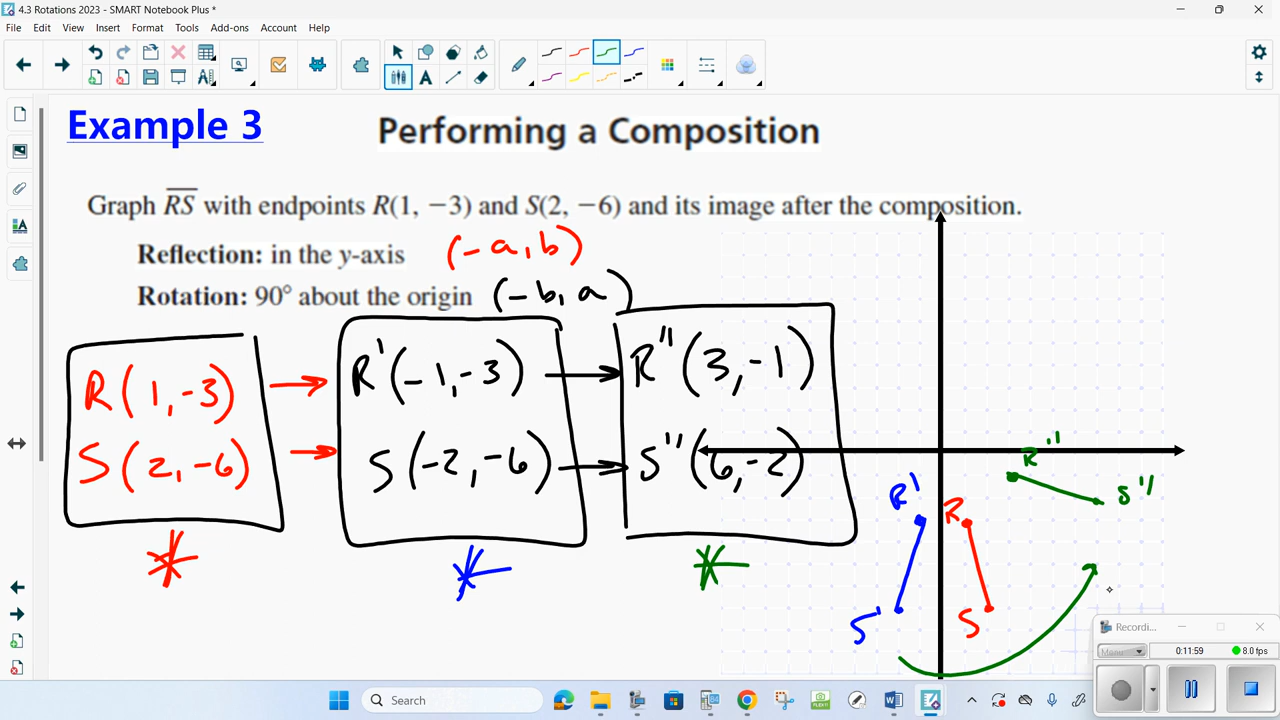 4.3 Rotations 2023 - SMART Notebook Plus *
File Edit View Insert Format Tools Add-ons Account Help
Example 3
Performing a Composition
Graph RS with endpoints R(1, −3) and S(2, −6) and its image after the composition.
Reflection: in the y-axis (-a, b)
Rotation: 90° about the origin (-b, a)
R(1,-3) R'(-1,-3) R''(3,-1)
S(2,-6) S(-2,-6) S''(6,-2)
R''
S''
R' R
S' S
Recordi...
Menu 0:11:59 8.0 fps
Search